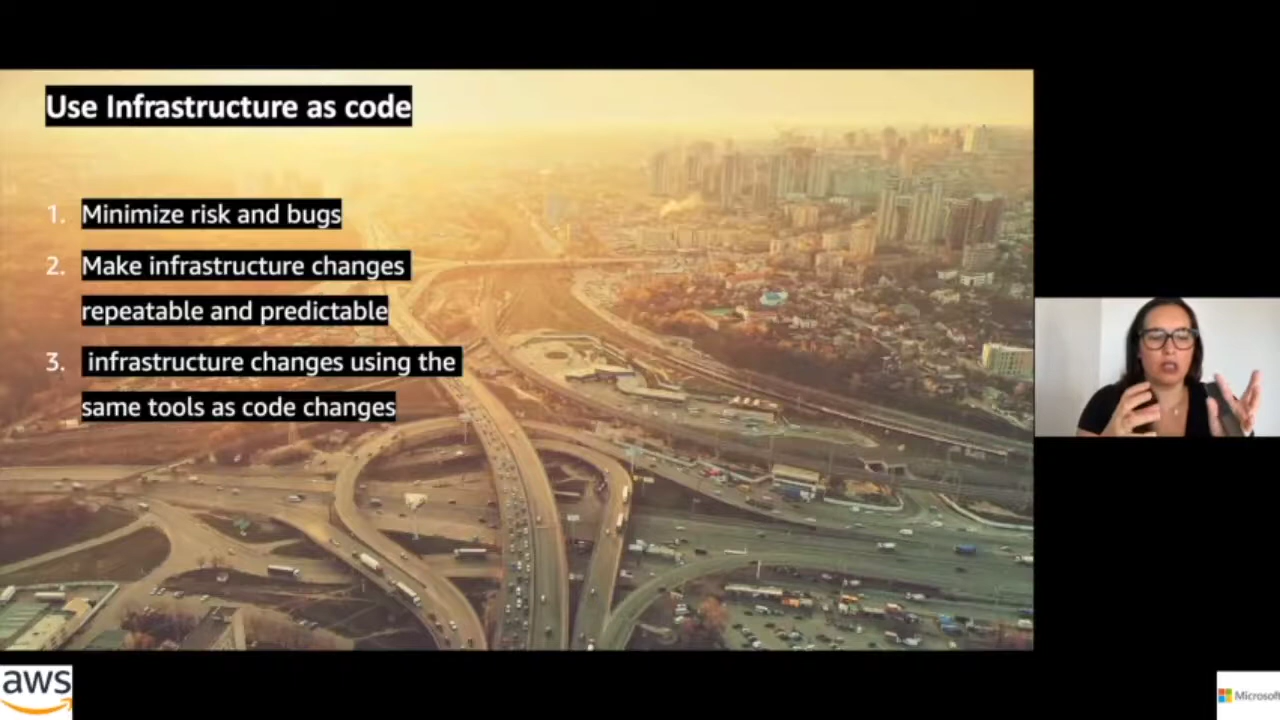 Use Infrastructure as code
1. Minimize risk and bugs
2. Make infrastructure changes
repeatable and predictable
3. infrastructure changes using the
same tools as code changes
aws
Microsoft